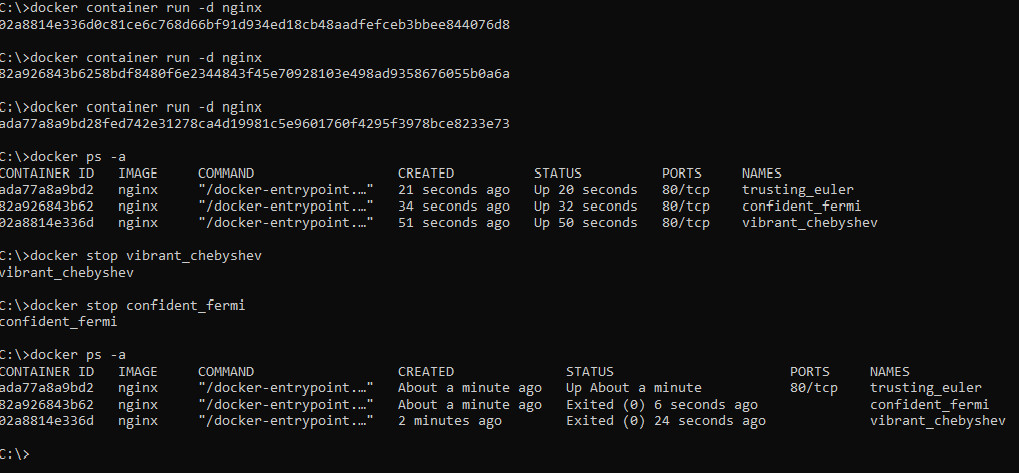 C:\>docker container run -d nginx
02a8814e336d0c81ce6c768d66bf91d934ed18cb48aadfefceb3bbee844076d8
C:\>docker container run -d nginx
82a926843b6258bdf8480f6e2344843f45e70928103e498ad9358676055b0a6a
C:\>docker container run -d nginx
ada77a8a9bd28fed742e31278ca4d19981c5e9601760f4295f3978bce8233e73
C:\>docker ps -a
CONTAINER ID   IMAGE     COMMAND                  CREATED          STATUS          PORTS     NAMES
ada77a8a9bd2   nginx     "/docker-entrypoint.…"   21 seconds ago   Up 20 seconds   80/tcp    trusting_euler
82a926843b62   nginx     "/docker-entrypoint.…"   34 seconds ago   Up 32 seconds   80/tcp    confident_fermi
02a8814e336d   nginx     "/docker-entrypoint.…"   51 seconds ago   Up 50 seconds   80/tcp    vibrant_chebyshev
C:\>docker stop vibrant_chebyshev
vibrant_chebyshev
C:\>docker stop confident_fermi
confident_fermi
C:\>docker ps -a
CONTAINER ID   IMAGE     COMMAND                  CREATED              STATUS                      PORTS     NAMES
ada77a8a9bd2   nginx     "/docker-entrypoint.…"   About a minute ago   Up About a minute           80/tcp    trusting_euler
82a926843b62   nginx     "/docker-entrypoint.…"   About a minute ago   Exited (0) 6 seconds ago              confident_fermi
02a8814e336d   nginx     "/docker-entrypoint.…"   2 minutes ago        Exited (0) 24 seconds ago             vibrant_chebyshev
C:\>